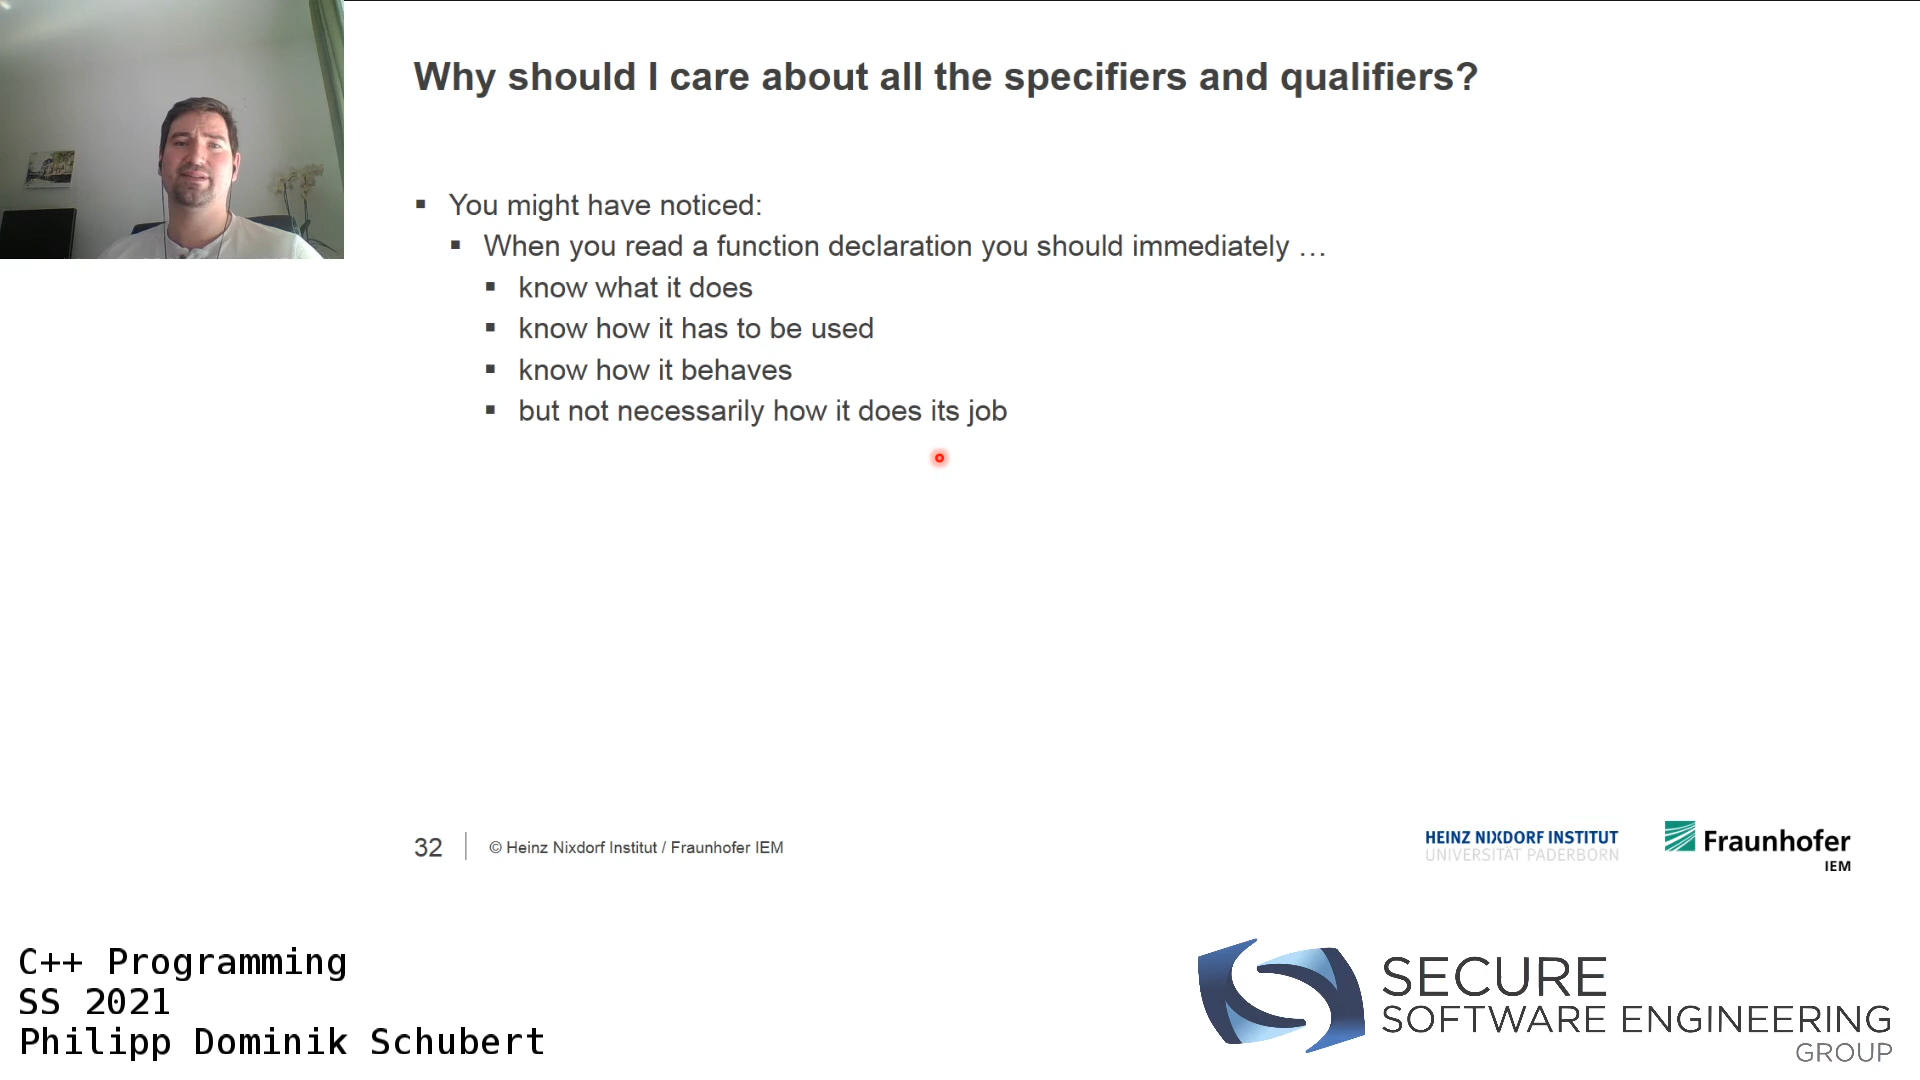 Why should I care about all the specifiers and qualifiers?
▪ You might have noticed:
▪ When you read a function declaration you should immediately …
▪ know what it does
▪ know how it has to be used
▪ know how it behaves
▪ but not necessarily how it does its job
32 © Heinz Nixdorf Institut / Fraunhofer IEM
HEINZ NIXDORF INSTITUT
UNIVERSITÄT PADERBORN
Fraunhofer
IEM
C++ Programming
SS 2021
Philipp Dominik Schubert
SECURE
SOFTWARE ENGINEERING
GROUP